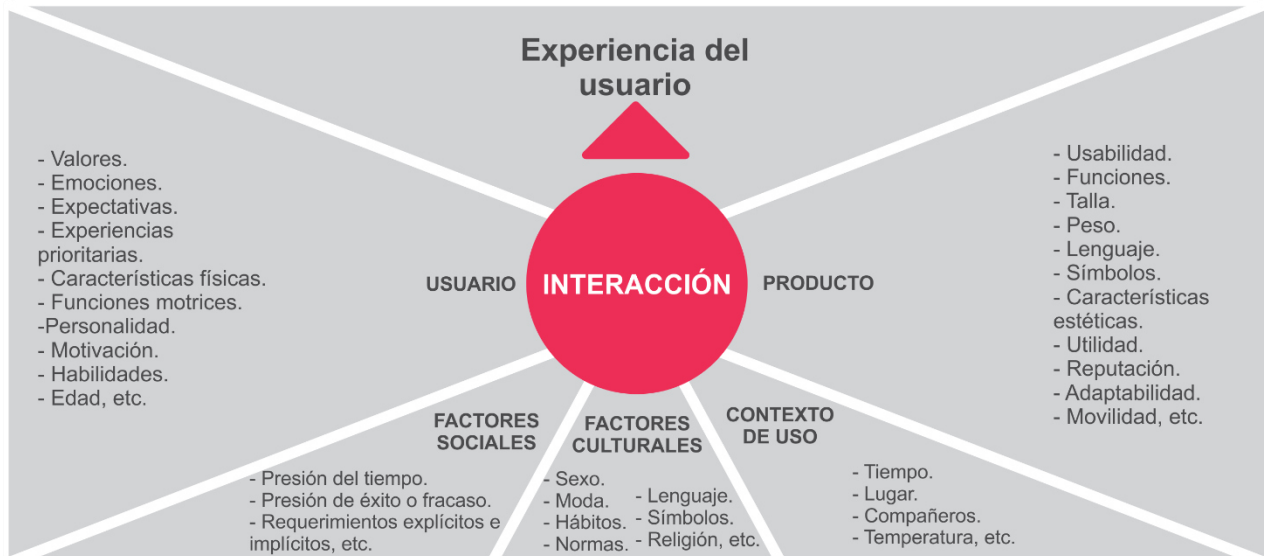 Experiencia del
usuario
- Valores.
- Emociones.
- Expectativas.
- Experiencias
prioritarias.
- Características físicas.
- Funciones motrices.
-Personalidad.
- Motivación.
- Habilidades.
- Edad, etc.
USUARIO
INTERACCIÓN
PRODUCTO
- Usabilidad.
- Funciones.
- Talla.
- Peso.
- Lenguaje.
- Símbolos.
- Características
estéticas.
- Utilidad.
- Reputación.
- Adaptabilidad.
- Movilidad, etc.
FACTORES
SOCIALES
- Presión del tiempo.
- Presión de éxito o fracaso.
- Requerimientos explícitos e
implícitos, etc.
FACTORES
CULTURALES
- Sexo.
- Moda.
- Hábitos.
- Normas.
- Lenguaje.
- Símbolos.
- Religión, etc.
CONTEXTO
DE USO
- Tiempo.
- Lugar.
- Compañeros.
- Temperatura, etc.